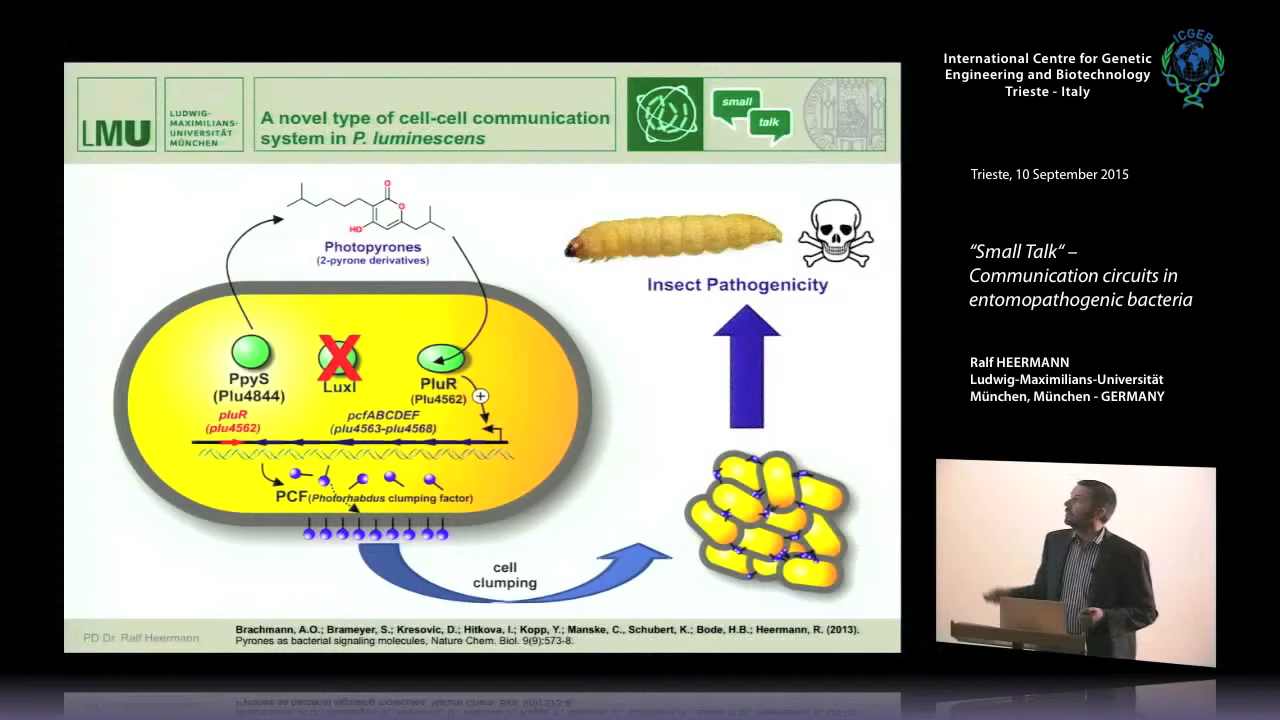 LMU
LUDWIG-
MAXIMILIANS-
UNIVERSITÄT
MÜNCHEN
A novel type of cell-cell communication
system in P. luminescens
small
talk
O
O
HO
Photopyrones
(2-pyrone derivatives)
Insect Pathogenicity
PpyS
(Plu4844)
X
LuxI
PluR
(Plu4562)
+
pluR
(plu4562)
pcfABCDEF
(plu4563-plu4568)
PCF(Photorhabdus clumping factor)
cell
clumping
PD Dr. Ralf Heermann
Brachmann, A.O.; Brameyer, S.; Kresovic, D.; Hitkova, I.; Kopp, Y.; Manske, C., Schubert, K.; Bode, H.B.; Heermann, R. (2013).
Pyrones as bacterial signaling molecules, Nature Chem. Biol. 9(9):573-8.
International Centre for Genetic
Engineering and Biotechnology
Trieste - Italy
ICGEB
Trieste, 10 September 2015
“Small Talk“ –
Communication circuits in
entomopathogenic bacteria
Ralf HEERMANN
Ludwig-Maximilians-Universität
München, München - GERMANY